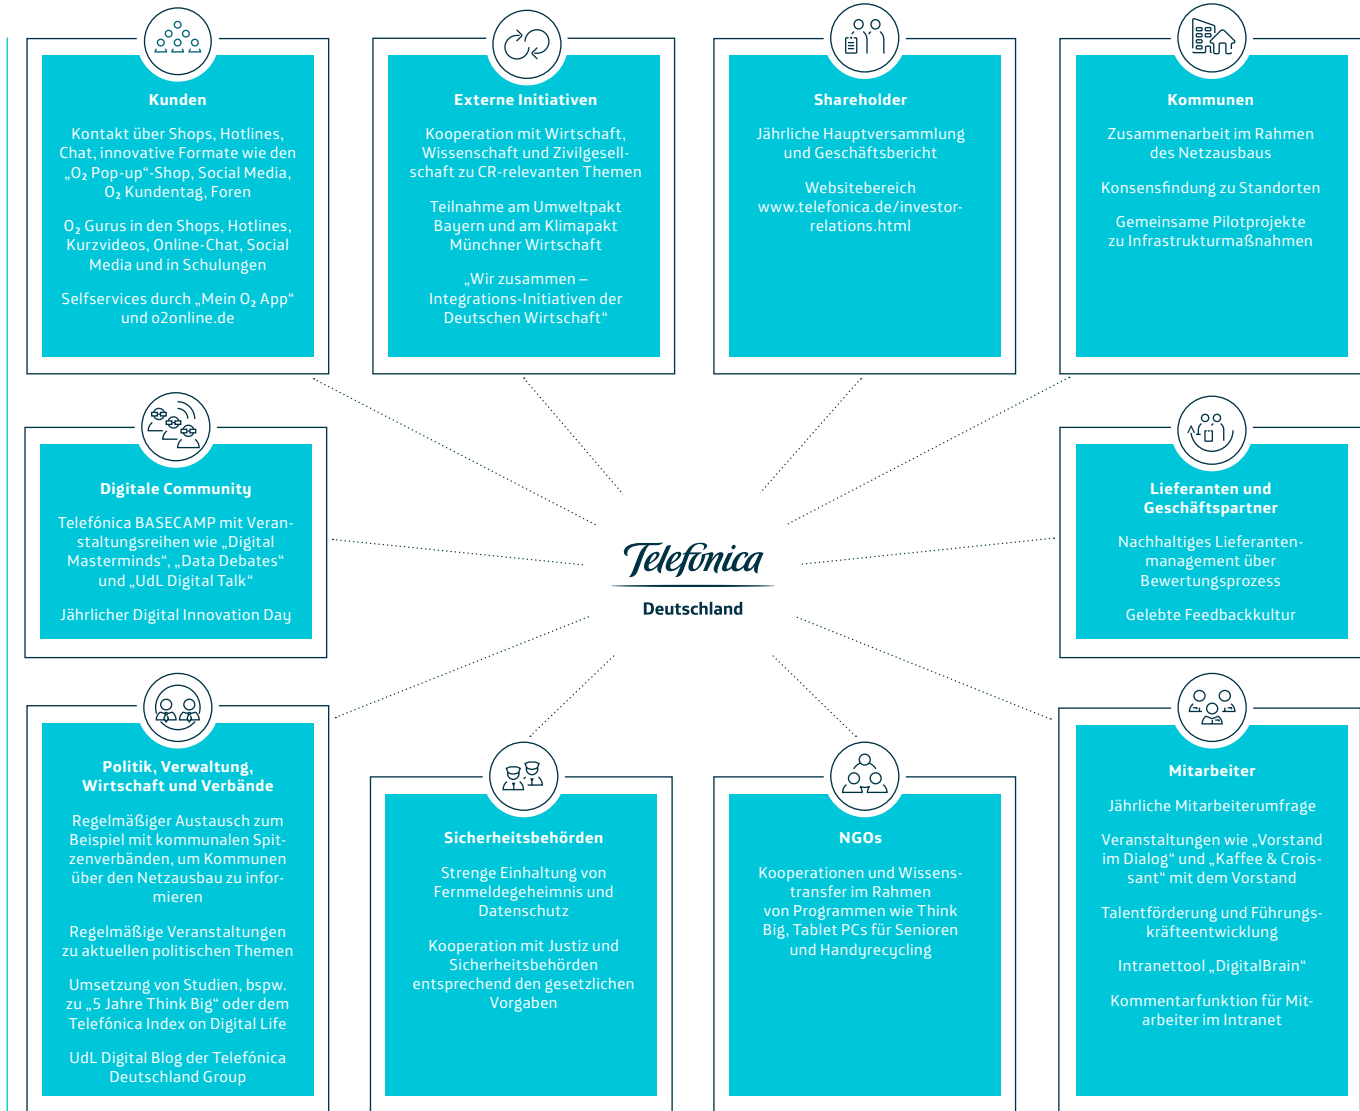 Kunden
Kontakt über Shops, Hotlines,
Chat, innovative Formate wie den
„O₂ Pop-up“-Shop, Social Media,
O₂ Kundentag, Foren
O₂ Gurus in den Shops, Hotlines,
Kurzvideos, Online-Chat, Social
Media und in Schulungen
Selfservices durch „Mein O₂ App“
und o2online.de
Externe Initiativen
Kooperation mit Wirtschaft,
Wissenschaft und Zivilgesell-
schaft zu CR-relevanten Themen
Teilnahme am Umweltpakt
Bayern und am Klimapakt
Münchner Wirtschaft
„Wir zusammen –
Integrations-Initiativen der
Deutschen Wirtschaft“
Shareholder
Jährliche Hauptversammlung
und Geschäftsbericht
Websitebereich
www.telefonica.de/investor-
relations.html
Kommunen
Zusammenarbeit im Rahmen
des Netzausbaus
Konsensfindung zu Standorten
Gemeinsame Pilotprojekte
zu Infrastrukturmaßnahmen
Digitale Community
Telefónica BASECAMP mit Veran-
staltungsreihen wie „Digital
Masterminds“, „Data Debates“
und „UdL Digital Talk“
Jährlicher Digital Innovation Day
Telefónica
Deutschland
Lieferanten und
Geschäftspartner
Nachhaltiges Lieferanten-
management über
Bewertungsprozess
Gelebte Feedbackkultur
Politik, Verwaltung,
Wirtschaft und Verbände
Regelmäßiger Austausch zum
Beispiel mit kommunalen Spit-
zenverbänden, um Kommunen
über den Netzausbau zu infor-
mieren
Regelmäßige Veranstaltungen
zu aktuellen politischen Themen
Umsetzung von Studien, bspw.
zu „5 Jahre Think Big“ oder dem
Telefónica Index on Digital Life
UdL Digital Blog der Telefónica
Deutschland Group
Sicherheitsbehörden
Strenge Einhaltung von
Fernmeldegeheimnis und
Datenschutz
Kooperation mit Justiz und
Sicherheitsbehörden
entsprechend den gesetzlichen
Vorgaben
NGOs
Kooperationen und Wissens-
transfer im Rahmen
von Programmen wie Think
Big, Tablet PCs für Senioren
und Handyrecycling
Mitarbeiter
Jährliche Mitarbeiterumfrage
Veranstaltungen wie „Vorstand
im Dialog“ und „Kaffee & Crois-
sant“ mit dem Vorstand
Talentförderung und Führungs-
kräfteentwicklung
Intranettool „DigitalBrain“
Kommentarfunktion für Mit-
arbeiter im Intranet